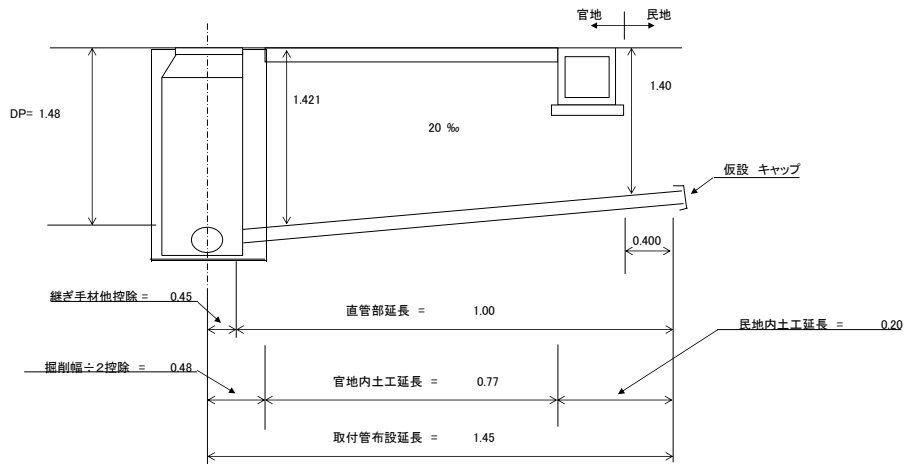 官地 民地
DP= 1.48
1.421
1.40
20 ‰
仮設 キャップ
0.400
継ぎ手材他控除 = 0.45
直管部延長 = 1.00
民地内土工延長 = 0.20
掘削幅÷2控除 = 0.48
官地内土工延長 = 0.77
取付管布設延長 = 1.45